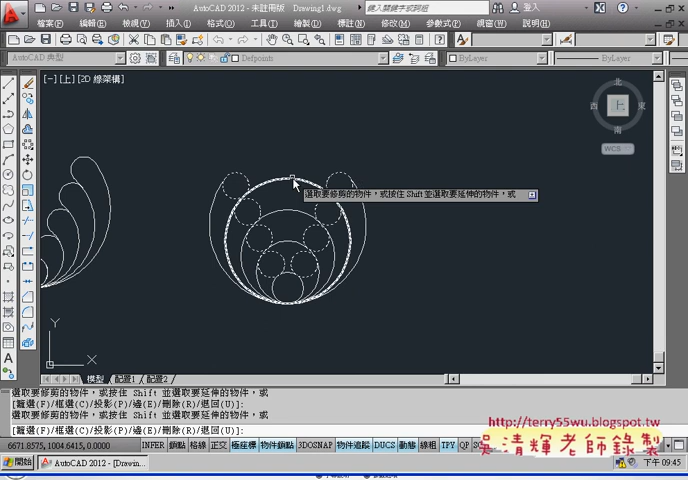 AutoCAD 2012 - 未註冊版 Drawing1.dwg
鍵入關鍵字或片語
登入
檔案(F) 編輯(E) 檢視(V) 插入(I) 格式(O) 工具(T) 繪製(D) 標註(N) 修改(M) 參數式(P) 視窗(W) 說明(H)
AutoCAD 典型
Defpoints
ByLayer
ByLayer
[-] [上] [2D 線架構]
北
西 上 東
南
WCS
選取要修剪的物件，或按住 Shift 並選取要延伸的物件，或
Y
X
模型 配置1 配置2
選取要修剪的物件，或按住 Shift 並選取要延伸的物件，或
[籬選(F)/框選(C)/投影(P)/邊(E)/刪除(R)/退回(U)]:
選取要修剪的物件，或按住 Shift 並選取要延伸的物件，或
[籬選(F)/框選(C)/投影(P)/邊(E)/刪除(R)/退回(U)]:
http://terry55wu.blogspot.tw
吳清輝老師錄製
6671.8575, 1004.6415, 0.0000 INFER 鎖點 格線 正交 極座標 物件鎖點 3DOSNAP 物件追蹤 DUCS 動態 線粗 TPY QP SC
開始 AutoCAD 2012 - [Drawin... 下午 09:45